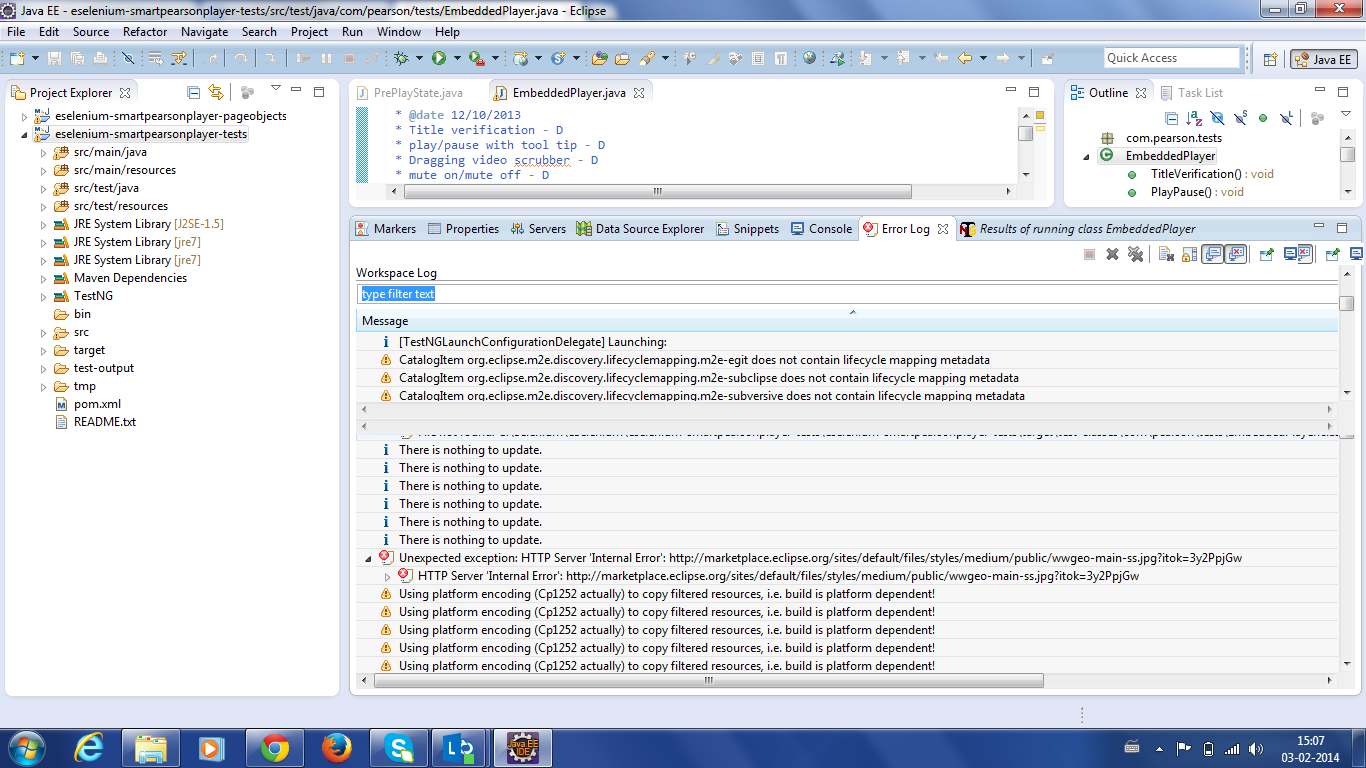 Java EE - eselenium-smartpearsonplayer-tests/src/test/java/com/pearson/tests/EmbeddedPlayer.java - Eclipse
File Edit Source Refactor Navigate Search Project Run Window Help
Quick Access
Java EE
Project Explorer
eselenium-smartpearsonplayer-pageobjects
eselenium-smartpearsonplayer-tests
src/main/java
src/main/resources
src/test/java
src/test/resources
JRE System Library [J2SE-1.5]
JRE System Library [jre7]
JRE System Library [jre7]
Maven Dependencies
TestNG
bin
src
target
test-output
tmp
pom.xml
README.txt
PrePlayState.java EmbeddedPlayer.java
* @date 12/10/2013
* Title verification - D
* play/pause with tool tip - D
* Dragging video scrubber - D
* mute on/mute off - D
Outline Task List
com.pearson.tests
EmbeddedPlayer
TitleVerification() : void
PlayPause() : void
Markers Properties Servers Data Source Explorer Snippets Console Error Log Results of running class EmbeddedPlayer
Workspace Log
type filter text
Message
[TestNGLaunchConfigurationDelegate] Launching:
CatalogItem org.eclipse.m2e.discovery.lifecyclemapping.m2e-egit does not contain lifecycle mapping metadata
CatalogItem org.eclipse.m2e.discovery.lifecyclemapping.m2e-subclipse does not contain lifecycle mapping metadata
CatalogItem org.eclipse.m2e.discovery.lifecyclemapping.m2e-subversive does not contain lifecycle mapping metadata
There is nothing to update.
There is nothing to update.
There is nothing to update.
There is nothing to update.
There is nothing to update.
There is nothing to update.
Unexpected exception: HTTP Server 'Internal Error': http://marketplace.eclipse.org/sites/default/files/styles/medium/public/wwgeo-main-ss.jpg?itok=3y2PpjGw
HTTP Server 'Internal Error': http://marketplace.eclipse.org/sites/default/files/styles/medium/public/wwgeo-main-ss.jpg?itok=3y2PpjGw
Using platform encoding (Cp1252 actually) to copy filtered resources, i.e. build is platform dependent!
Using platform encoding (Cp1252 actually) to copy filtered resources, i.e. build is platform dependent!
Using platform encoding (Cp1252 actually) to copy filtered resources, i.e. build is platform dependent!
Using platform encoding (Cp1252 actually) to copy filtered resources, i.e. build is platform dependent!
Using platform encoding (Cp1252 actually) to copy filtered resources, i.e. build is platform dependent!
Java EE
IDE
15:07
03-02-2014